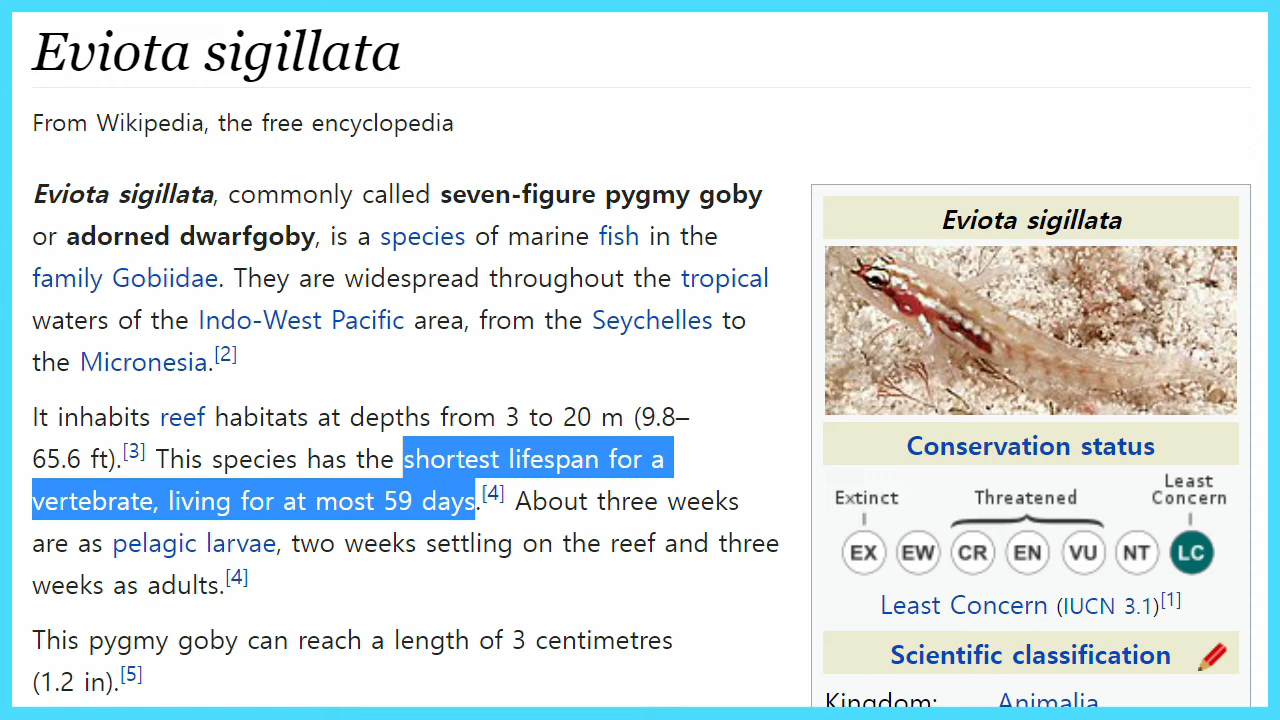 Eviota sigillata
From Wikipedia, the free encyclopedia
Eviota sigillata, commonly called seven-figure pygmy goby
or adorned dwarfgoby, is a species of marine fish in the
family Gobiidae. They are widespread throughout the tropical
waters of the Indo-West Pacific area, from the Seychelles to
the Micronesia.[2]
It inhabits reef habitats at depths from 3 to 20 m (9.8–
65.6 ft).[3] This species has the shortest lifespan for a
vertebrate, living for at most 59 days.[4] About three weeks
are as pelagic larvae, two weeks settling on the reef and three
weeks as adults.[4]
This pygmy goby can reach a length of 3 centimetres
(1.2 in).[5]
Eviota sigillata
Conservation status
Extinct
Threatened
Least
Concern
EX EW CR EN VU NT LC
Least Concern (IUCN 3.1)[1]
Scientific classification
Kingdom: Animalia